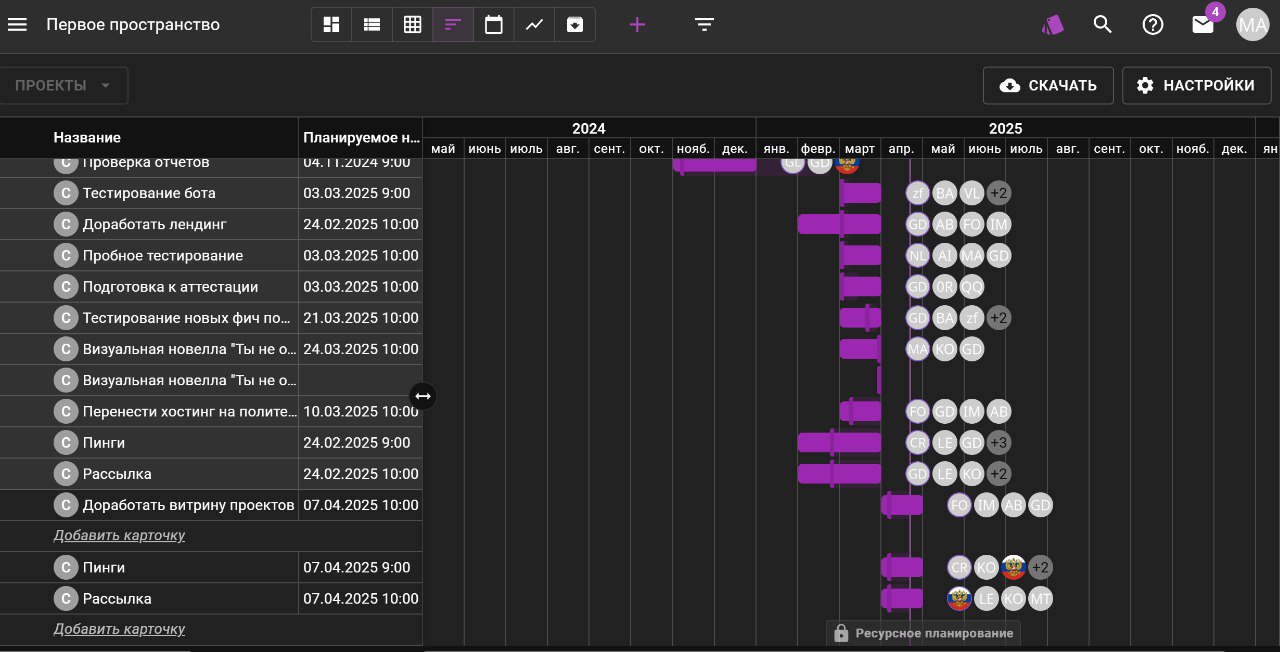 Первое пространство
4
MA
ПРОЕКТЫ
СКАЧАТЬ
НАСТРОЙКИ
Название
Планируемое н...
2024
2025
май июнь июль авг. сент. окт. нояб. дек. янв. февр. март апр. май июнь июль авг. сент. окт. нояб. дек. ян
С Проверка отчетов 04.11.2024 9:00 GL GD
С Тестирование бота 03.03.2025 9:00 zf BA VL +2
С Доработать лендинг 24.02.2025 10:00 GD AB FO IM
С Пробное тестирование 03.03.2025 10:00 NL AI MA GD
С Подготовка к аттестации 03.03.2025 10:00 GD 0R QQ
С Тестирование новых фич по... 21.03.2025 10:00 GD BA zf +2
С Визуальная новелла "Ты не о... 24.03.2025 10:00 MA KO GD
С Визуальная новелла "Ты не о...
С Перенести хостинг на полите... 10.03.2025 10:00 FO GD IM AB
С Пинги 24.02.2025 9:00 CR LE GD +3
С Рассылка 24.02.2025 10:00 GD LE KO +2
С Доработать витрину проектов 07.04.2025 10:00 FO IM AB GD
Добавить карточку
С Пинги 07.04.2025 9:00 CR KO +2
С Рассылка 07.04.2025 10:00 LE KO MT
Добавить карточку
Ресурсное планирование